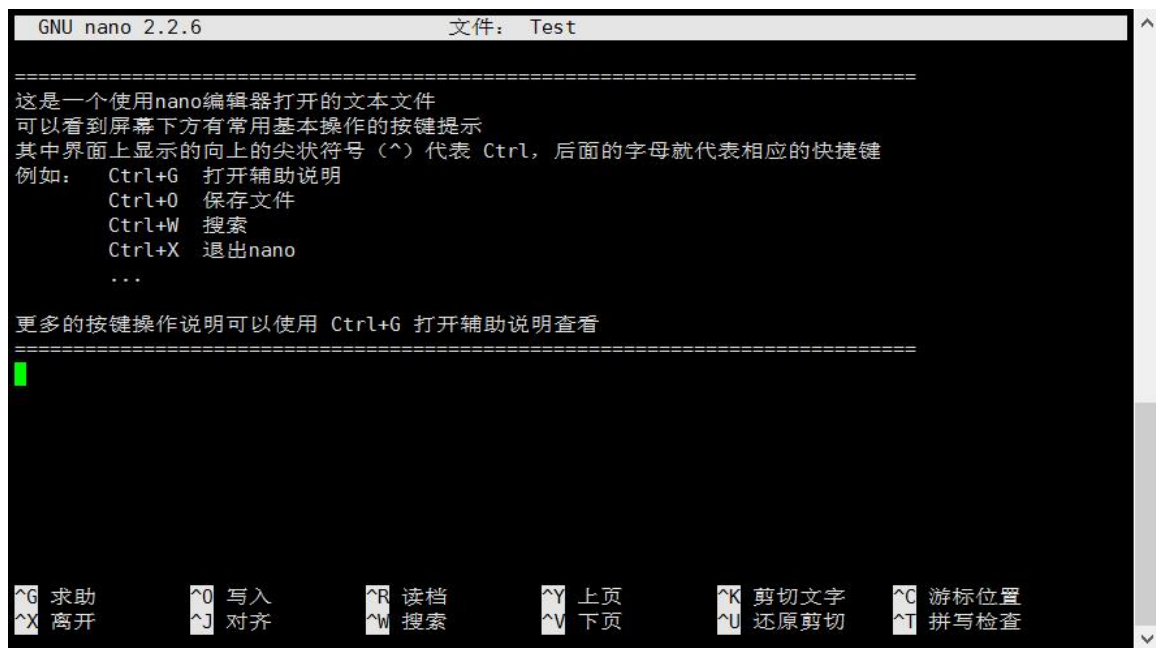 GNU nano 2.2.6 文件: Test
===========================================================================
这是一个使用nano编辑器打开的文本文件
可以看到屏幕下方有常用基本操作的按键提示
其中界面上显示的向上的尖状符号（^）代表 Ctrl，后面的字母就代表相应的快捷键
例如： Ctrl+G 打开辅助说明
Ctrl+O 保存文件
Ctrl+W 搜索
Ctrl+X 退出nano
...
更多的按键操作说明可以使用 Ctrl+G 打开辅助说明查看
===========================================================================
^G 求助 ^O 写入 ^R 读档 ^Y 上页 ^K 剪切文字 ^C 游标位置
^X 离开 ^J 对齐 ^W 搜索 ^V 下页 ^U 还原剪切 ^T 拼写检查